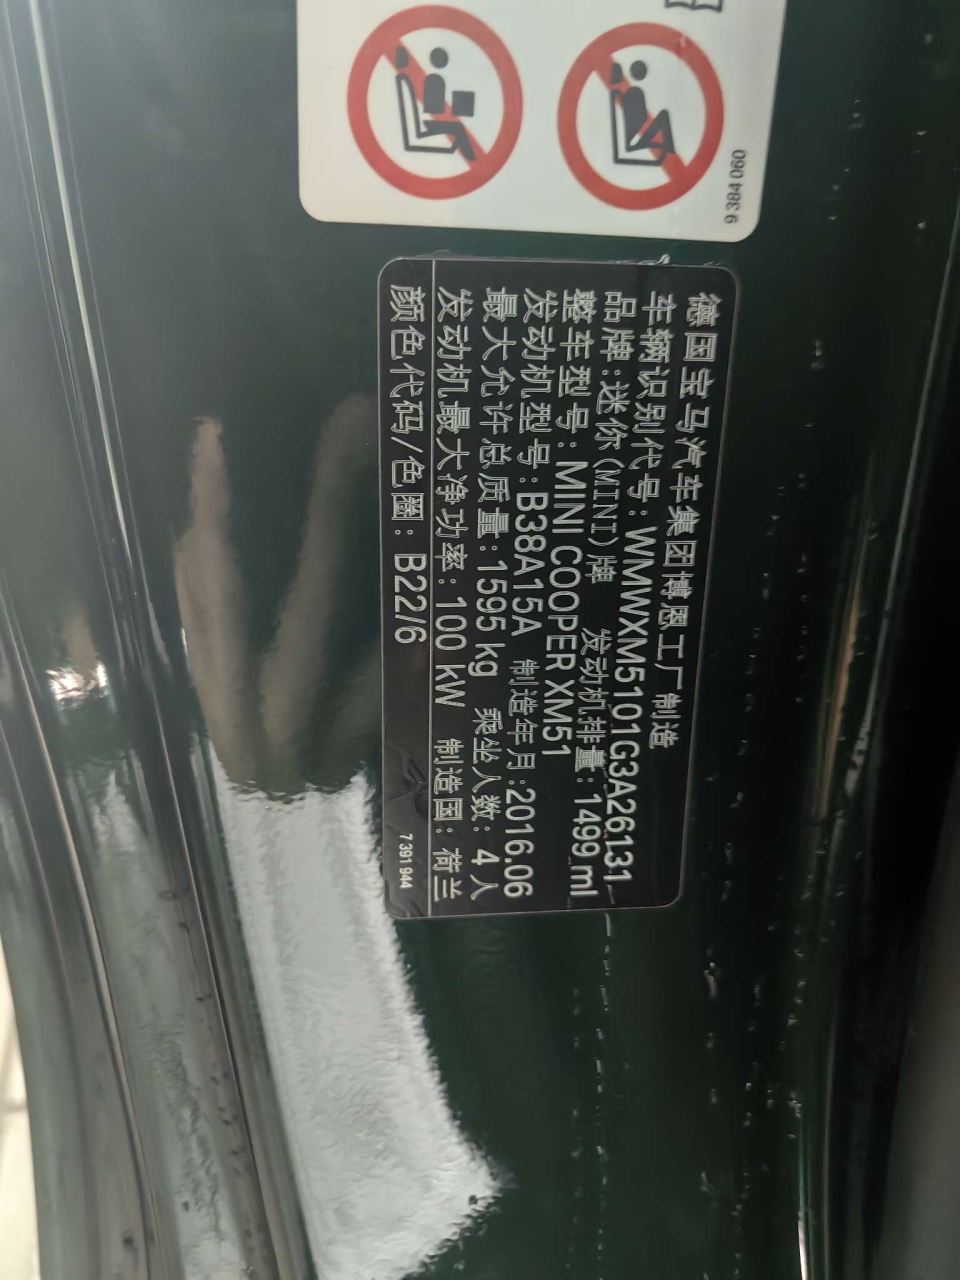 9 384 060
德国宝马汽车集团博恩工厂 制造
车辆识别代号：WMWXM5101G3A26131
品牌：迷你(MINI)牌 发动机排量：1499 ml
整车型号：MINI COOPER XM51
发动机型号：B38A15A 制造年月：2016.06
最大允许总质量：1595 kg 乘坐人数：4 人
发动机最大净功率：100 kW 制造国：荷兰
颜色代码/色圈：B22/6
7 391 944